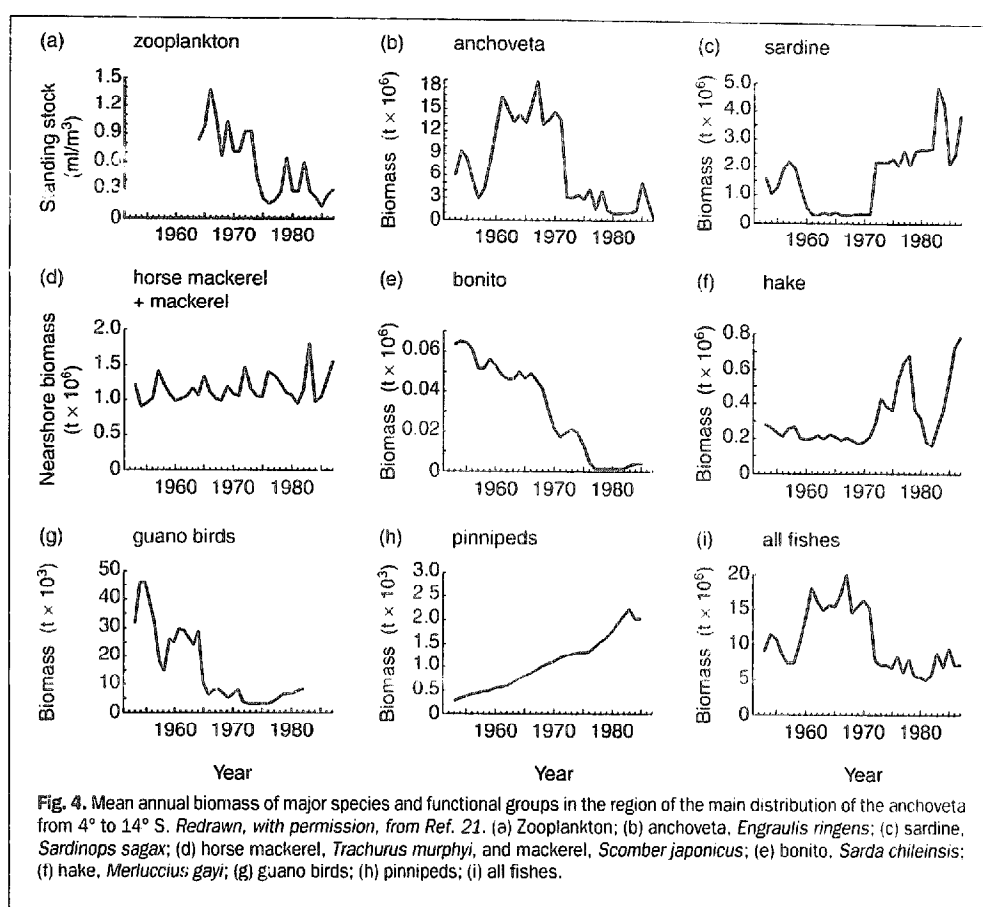 (a) zooplankton
(b) anchoveta
(c) sardine
Standing stock
(ml/m³)
1.5
1.2
0.9
0.6
0.3
0
1960 1970 1980
Biomass (t × 10⁶)
18
15
12
9
6
3
0
1960 1970 1980
Biomass (t × 10⁶)
5.0
4.0
3.0
2.0
1.0
0
1960 1970 1980
(d) horse mackerel
+ mackerel
(e) bonito
(f) hake
Nearshore biomass
(t × 10⁶)
2.0
1.5
1.0
0.5
0
1960 1970 1980
Biomass (t × 10⁶)
0.06
0.04
0.02
0
1960 1970 1980
Biomass (t × 10⁶)
0.8
0.6
0.4
0.2
0
1960 1970 1980
(g) guano birds
(h) pinnipeds
(i) all fishes
Biomass (t × 10³)
50
40
30
20
10
0
1960 1970 1980
Year
Biomass (t × 10³)
3.0
2.5
2.0
1.5
1.0
0.5
0
1960 1970 1980
Year
Biomass (t × 10⁶)
20
15
10
5
0
1960 1970 1980
Year
Fig. 4. Mean annual biomass of major species and functional groups in the region of the main distribution of the anchoveta
from 4° to 14° S. Redrawn, with permission, from Ref. 21. (a) Zooplankton; (b) anchoveta, Engraulis ringens; (c) sardine,
Sardinops sagax; (d) horse mackerel, Trachurus murphyi, and mackerel, Scomber japonicus; (e) bonito, Sarda chileinsis;
(f) hake, Merluccius gayi; (g) guano birds; (h) pinnipeds; (i) all fishes.